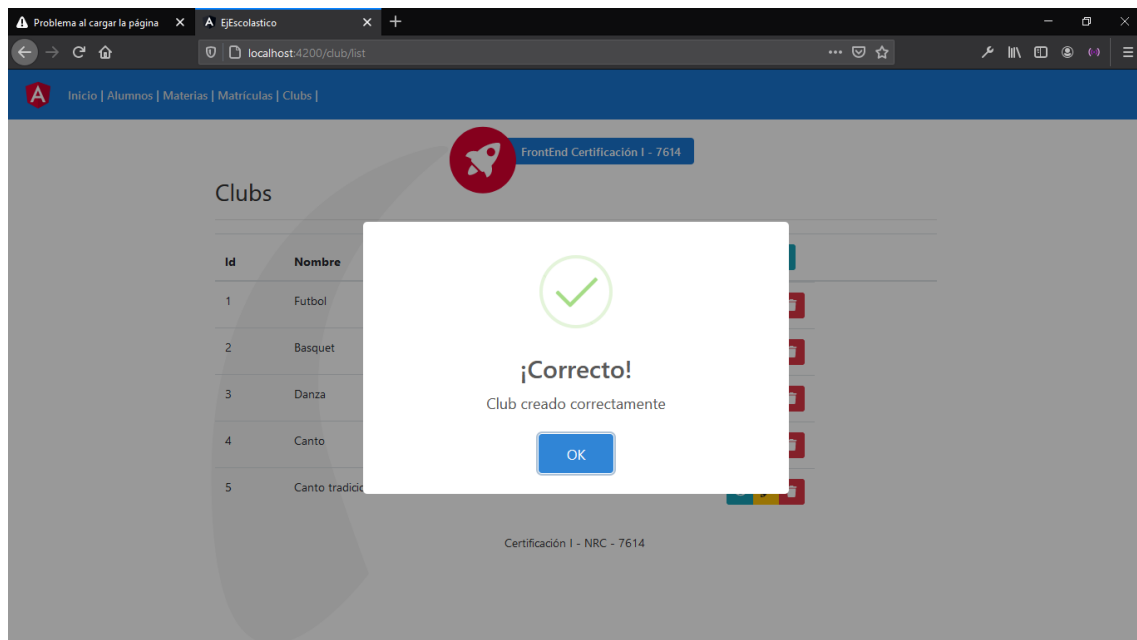 Problema al cargar la página
EjEscolastico
localhost:4200/club/list
Inicio | Alumnos | Materias | Matrículas | Clubs |
FrontEnd Certificación I - 7614
Clubs
Id Nombre
1 Futbol
2 Basquet
3 Danza
4 Canto
5 Canto tradicio
¡Correcto!
Club creado correctamente
OK
Certificación I - NRC - 7614